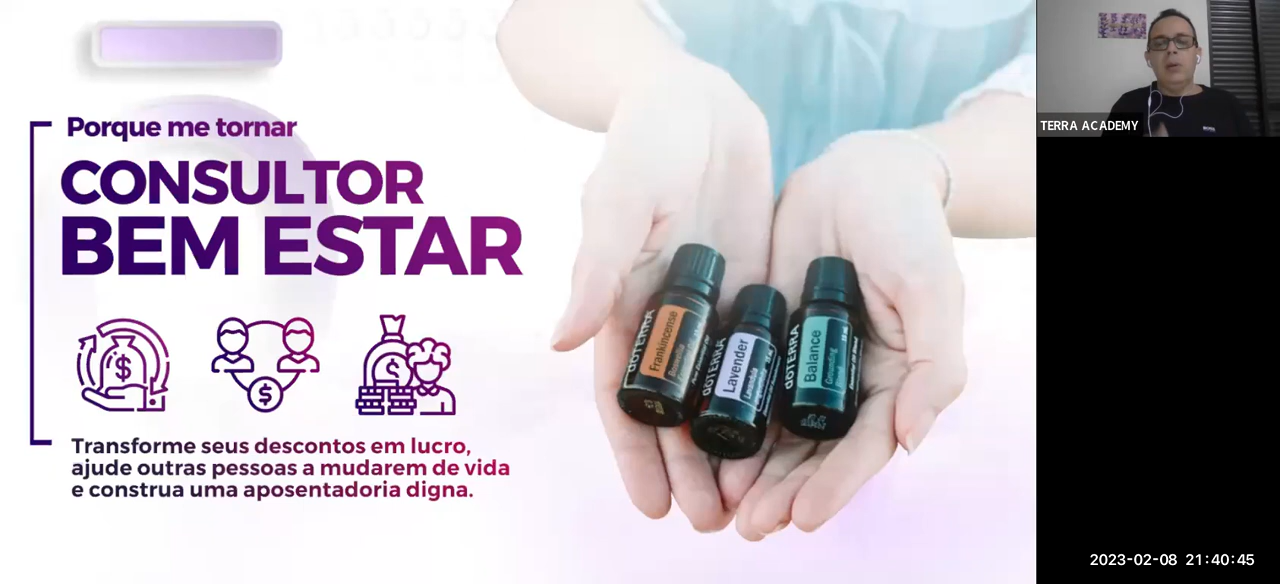 Porque me tornar
CONSULTOR
BEM ESTAR
Transforme seus descontos em lucro,
ajude outras pessoas a mudarem de vida
e construa uma aposentadoria digna.
dōTERRA
Frankincense
dōTERRA
Lavender
dōTERRA
Balance
Grounding
TERRA ACADEMY
2023-02-08 21:40:45